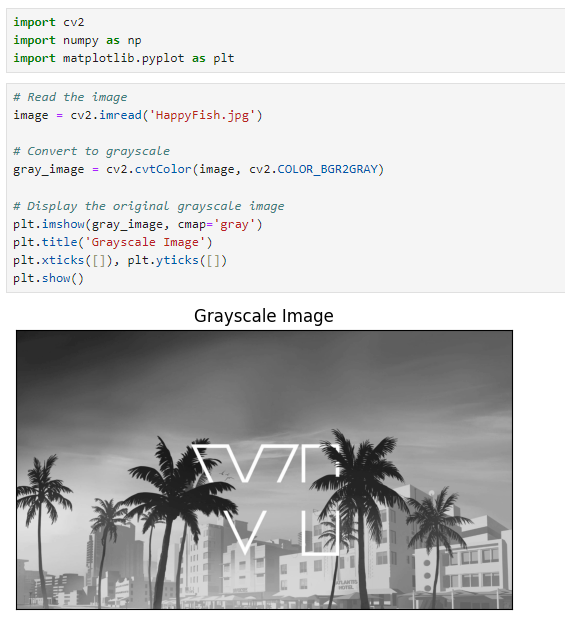 import cv2
import numpy as np
import matplotlib.pyplot as plt
# Read the image
image = cv2.imread('HappyFish.jpg')
# Convert to grayscale
gray_image = cv2.cvtColor(image, cv2.COLOR_BGR2GRAY)
# Display the original grayscale image
plt.imshow(gray_image, cmap='gray')
plt.title('Grayscale Image')
plt.xticks([]), plt.yticks([])
plt.show()
Grayscale Image
ATLANTIS
HOTEL